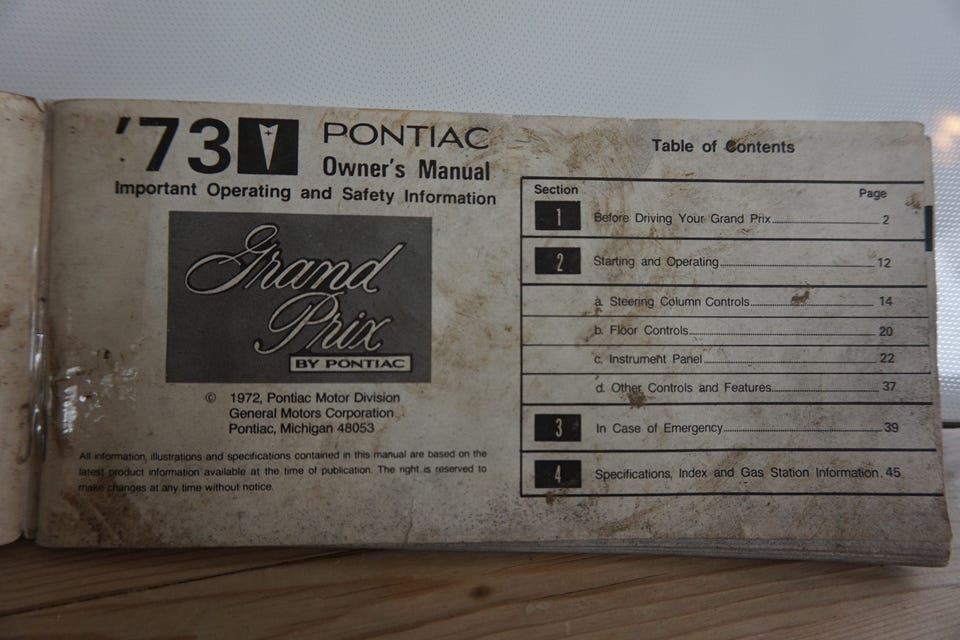 '73 PONTIAC
Owner's Manual
Important Operating and Safety Information
Grand
Prix
BY PONTIAC
© 1972, Pontiac Motor Division
General Motors Corporation
Pontiac, Michigan 48053
All information, illustrations and specifications contained in this manual are based on the
latest product information available at the time of publication. The right is reserved to
make changes at any time without notice.
Table of Contents
Section Page
1 Before Driving Your Grand Prix 2
2 Starting and Operating 12
a. Steering Column Controls 14
b. Floor Controls 20
c. Instrument Panel 22
d. Other Controls and Features 37
3 In Case of Emergency 39
4 Specifications, Index and Gas Station Information. 45